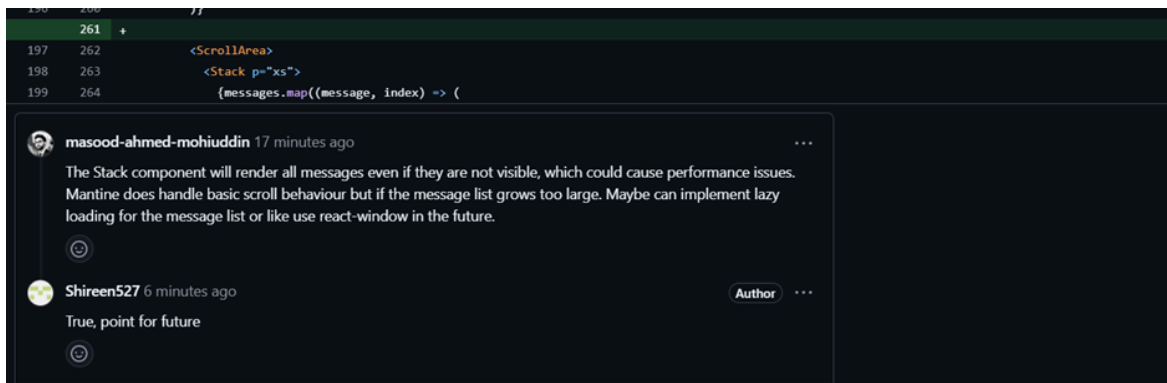 196 200 )}
261 +
197 262 <ScrollArea>
198 263 <Stack p="xs">
199 264 {messages.map((message, index) => (
masood-ahmed-mohiuddin 17 minutes ago ...
The Stack component will render all messages even if they are not visible, which could cause performance issues.
Mantine does handle basic scroll behaviour but if the message list grows too large. Maybe can implement lazy
loading for the message list or like use react-window in the future.
Shireen527 6 minutes ago Author ...
True, point for future